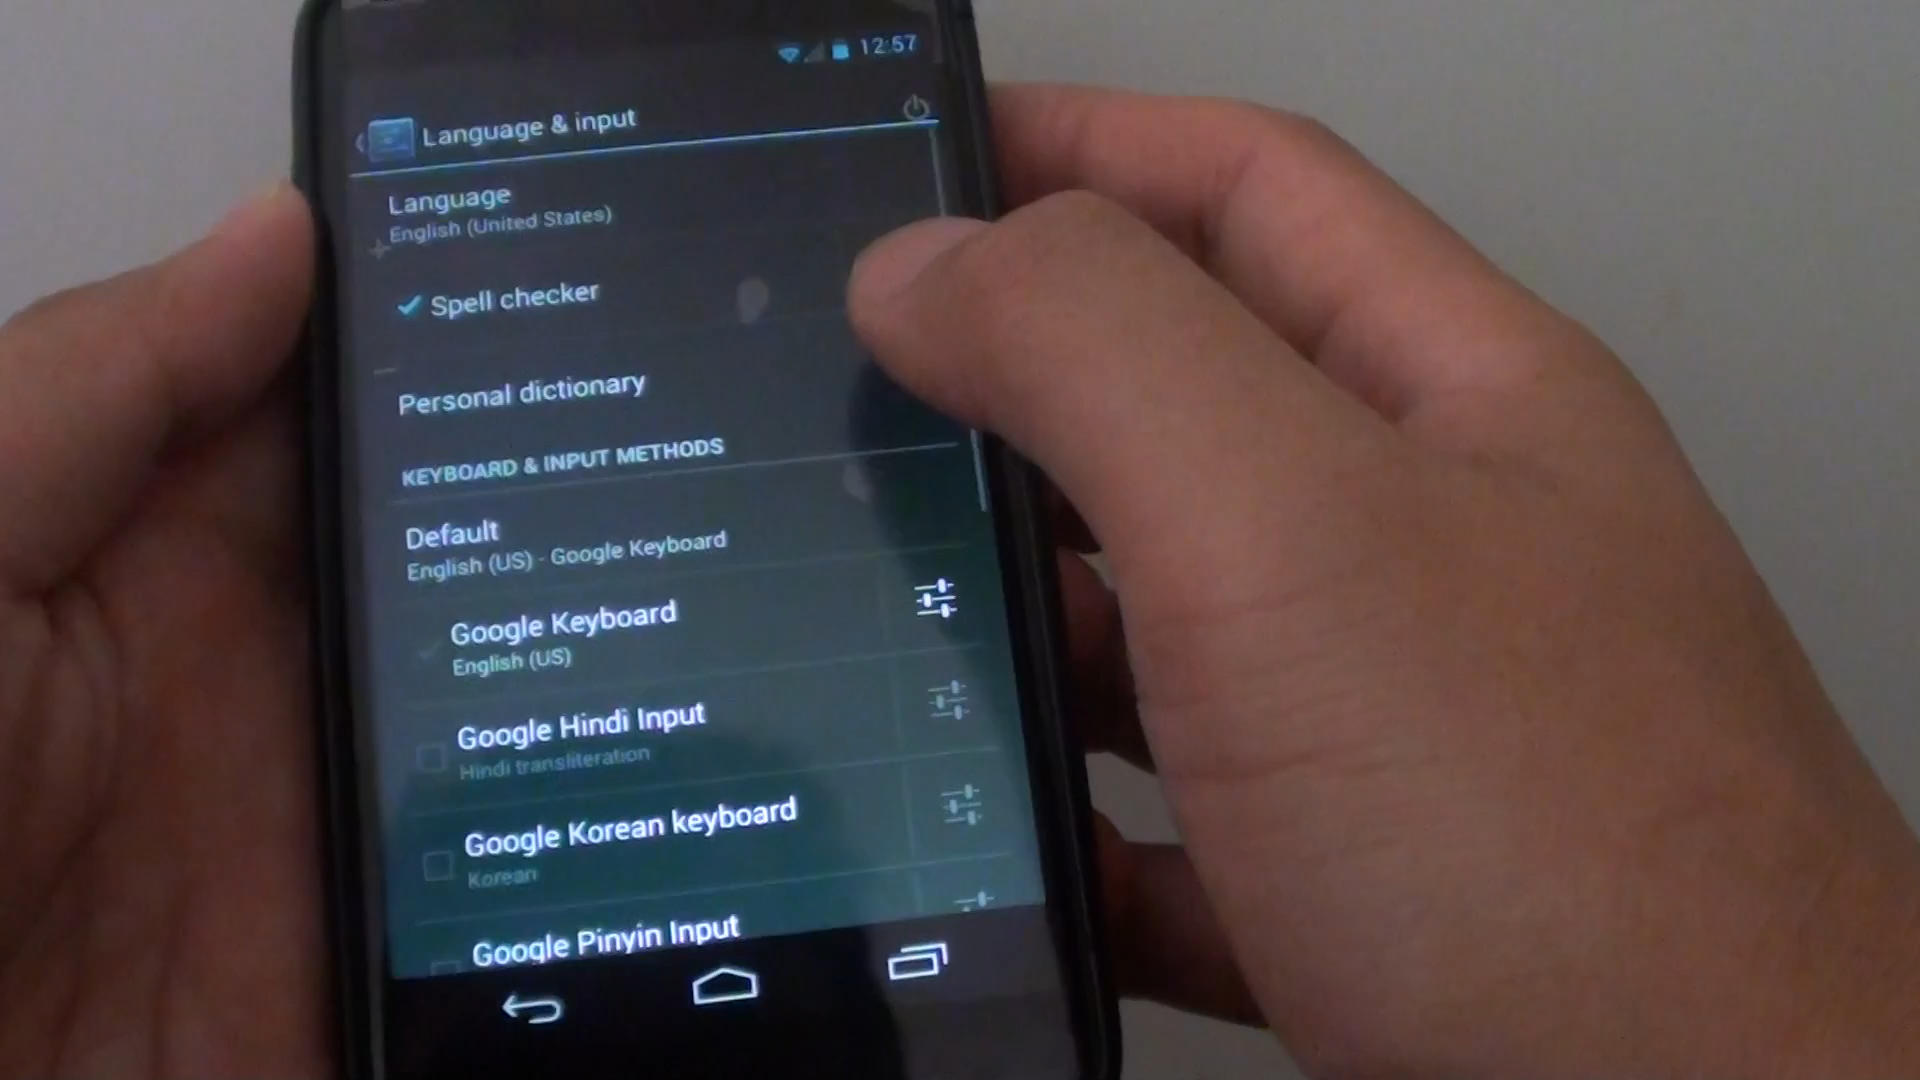 12:57
Language & input
Language
English (United States)
Spell checker
Personal dictionary
KEYBOARD & INPUT METHODS
Default
English (US) - Google Keyboard
Google Keyboard
English (US)
Google Hindi Input
Hindi transliteration
Google Korean keyboard
Korean
Google Pinyin Input